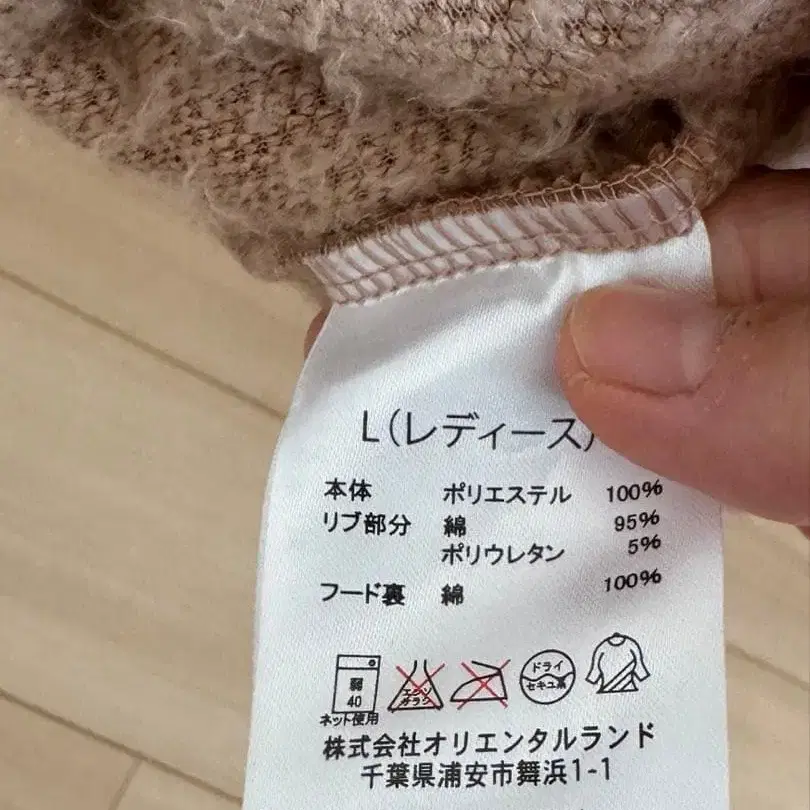 L(レディース)
本体 ポリエステル 100%
リブ部分 綿 95%
ポリウレタン 5%
フード裏 綿 100%
弱
40
ネット使用
エンソ
サラシ
ドライ
セキユ系
株式会社オリエンタルランド
千葉県浦安市舞浜1-1